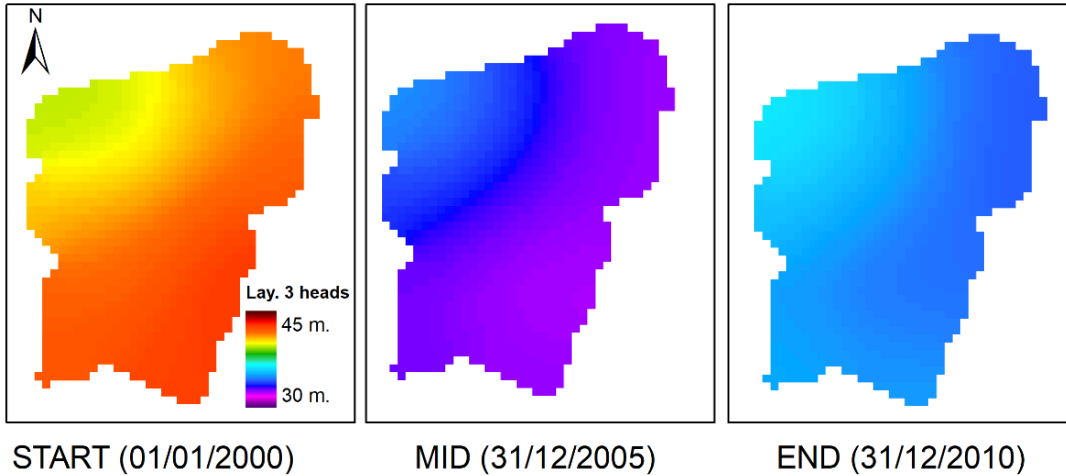 N
Lay. 3 heads
45 m.
30 m.
START (01/01/2000)
MID (31/12/2005)
END (31/12/2010)